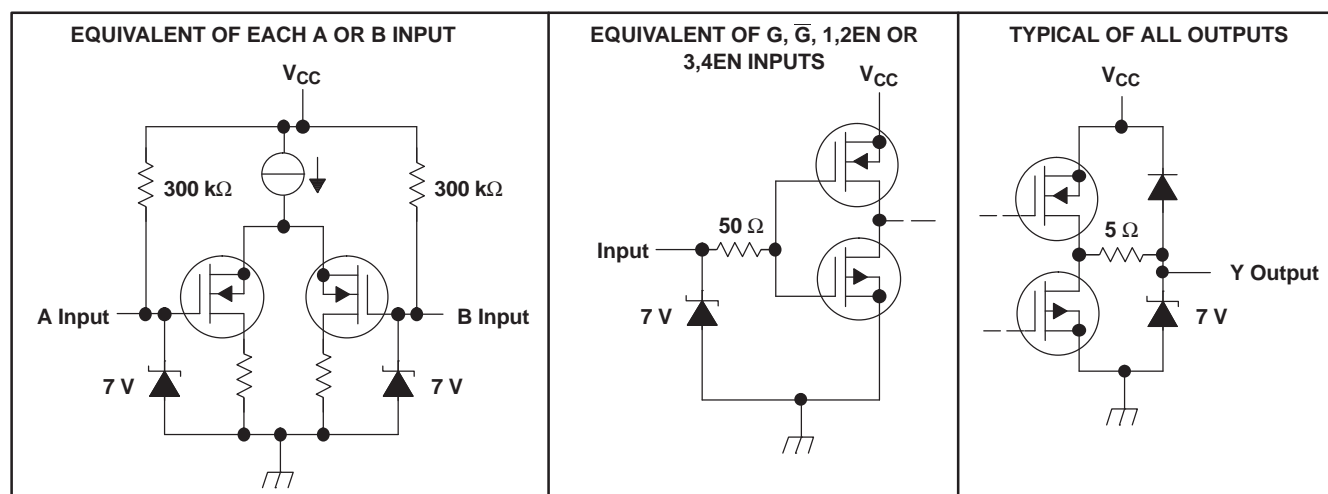 EQUIVALENT OF EACH A OR B INPUT
VCC
300 kΩ
300 kΩ
A Input
B Input
7 V
7 V
EQUIVALENT OF G, G̅, 1,2EN OR
3,4EN INPUTS
VCC
50 Ω
Input
7 V
TYPICAL OF ALL OUTPUTS
VCC
5 Ω
Y Output
7 V